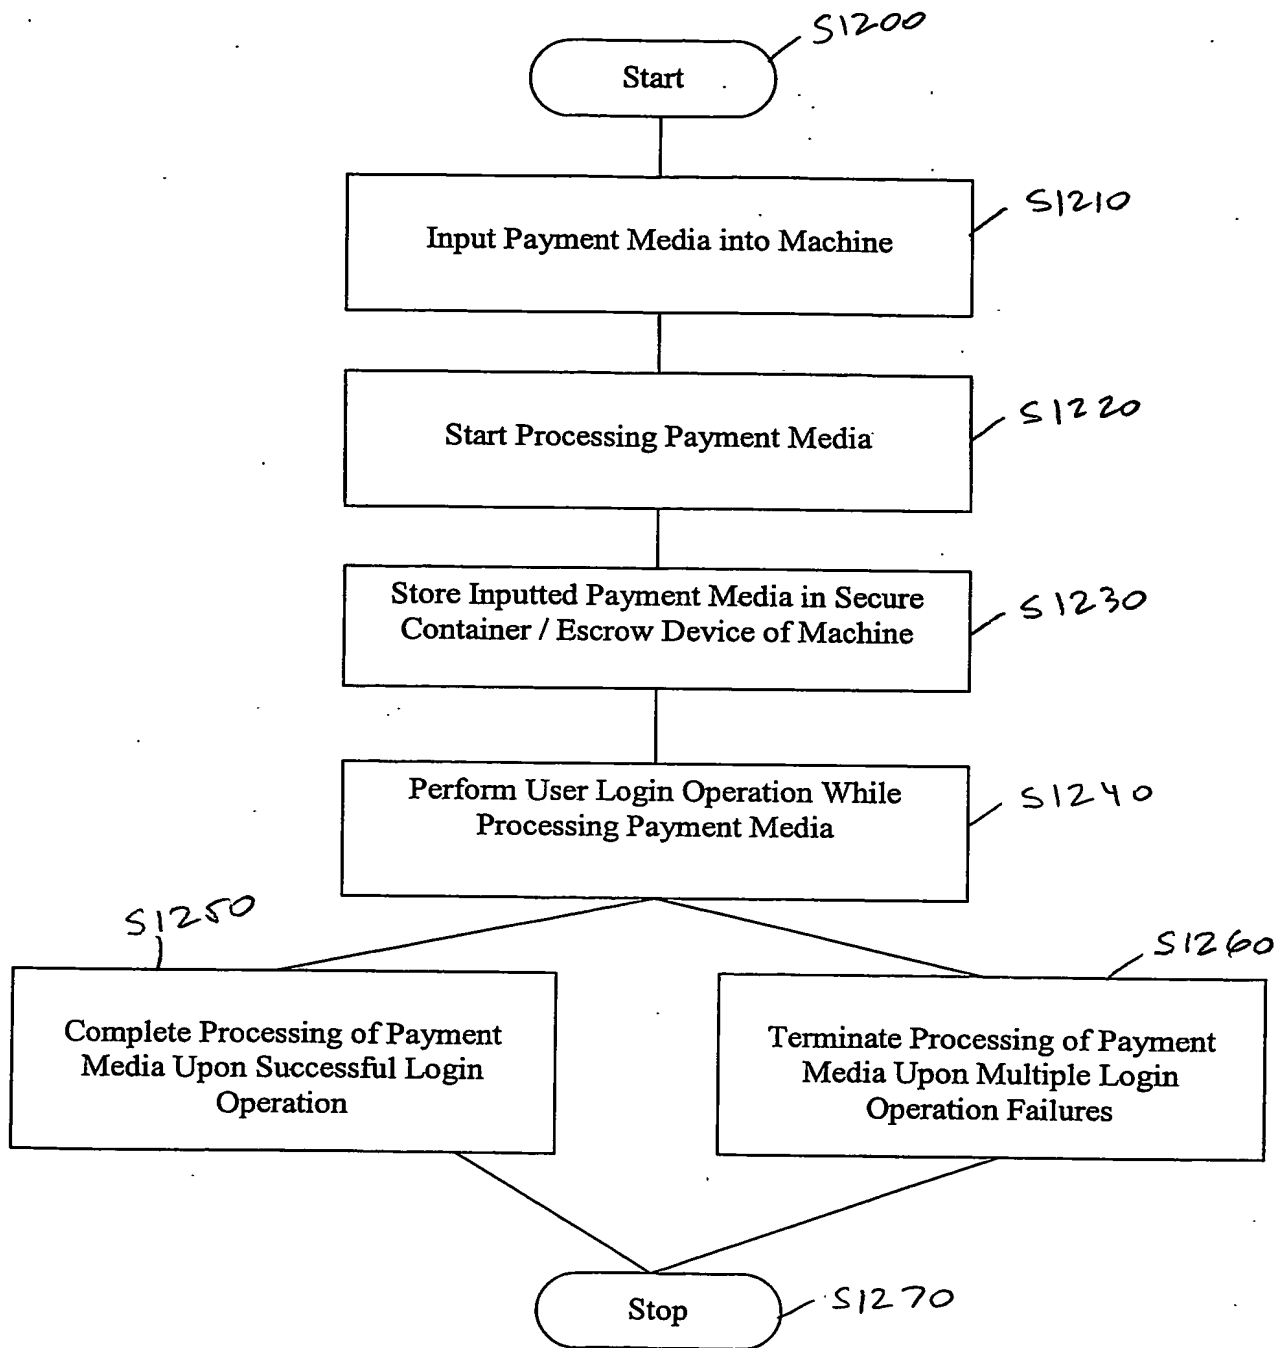 S1200
Start
S1210
Input Payment Media into Machine
S1220
Start Processing Payment Media
S1230
Store Inputted Payment Media in Secure
Container / Escrow Device of Machine
S1240
Perform User Login Operation While
Processing Payment Media
S1250
Complete Processing of Payment
Media Upon Successful Login
Operation
S1260
Terminate Processing of Payment
Media Upon Multiple Login
Operation Failures
Stop
S1270